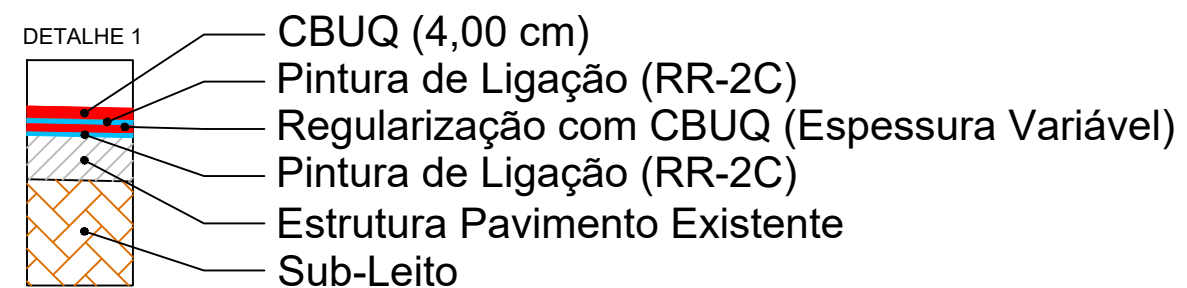 DETALHE 1
CBUQ (4,00 cm)
Pintura de Ligação (RR-2C)
Regularização com CBUQ (Espessura Variável)
Pintura de Ligação (RR-2C)
Estrutura Pavimento Existente
Sub-Leito